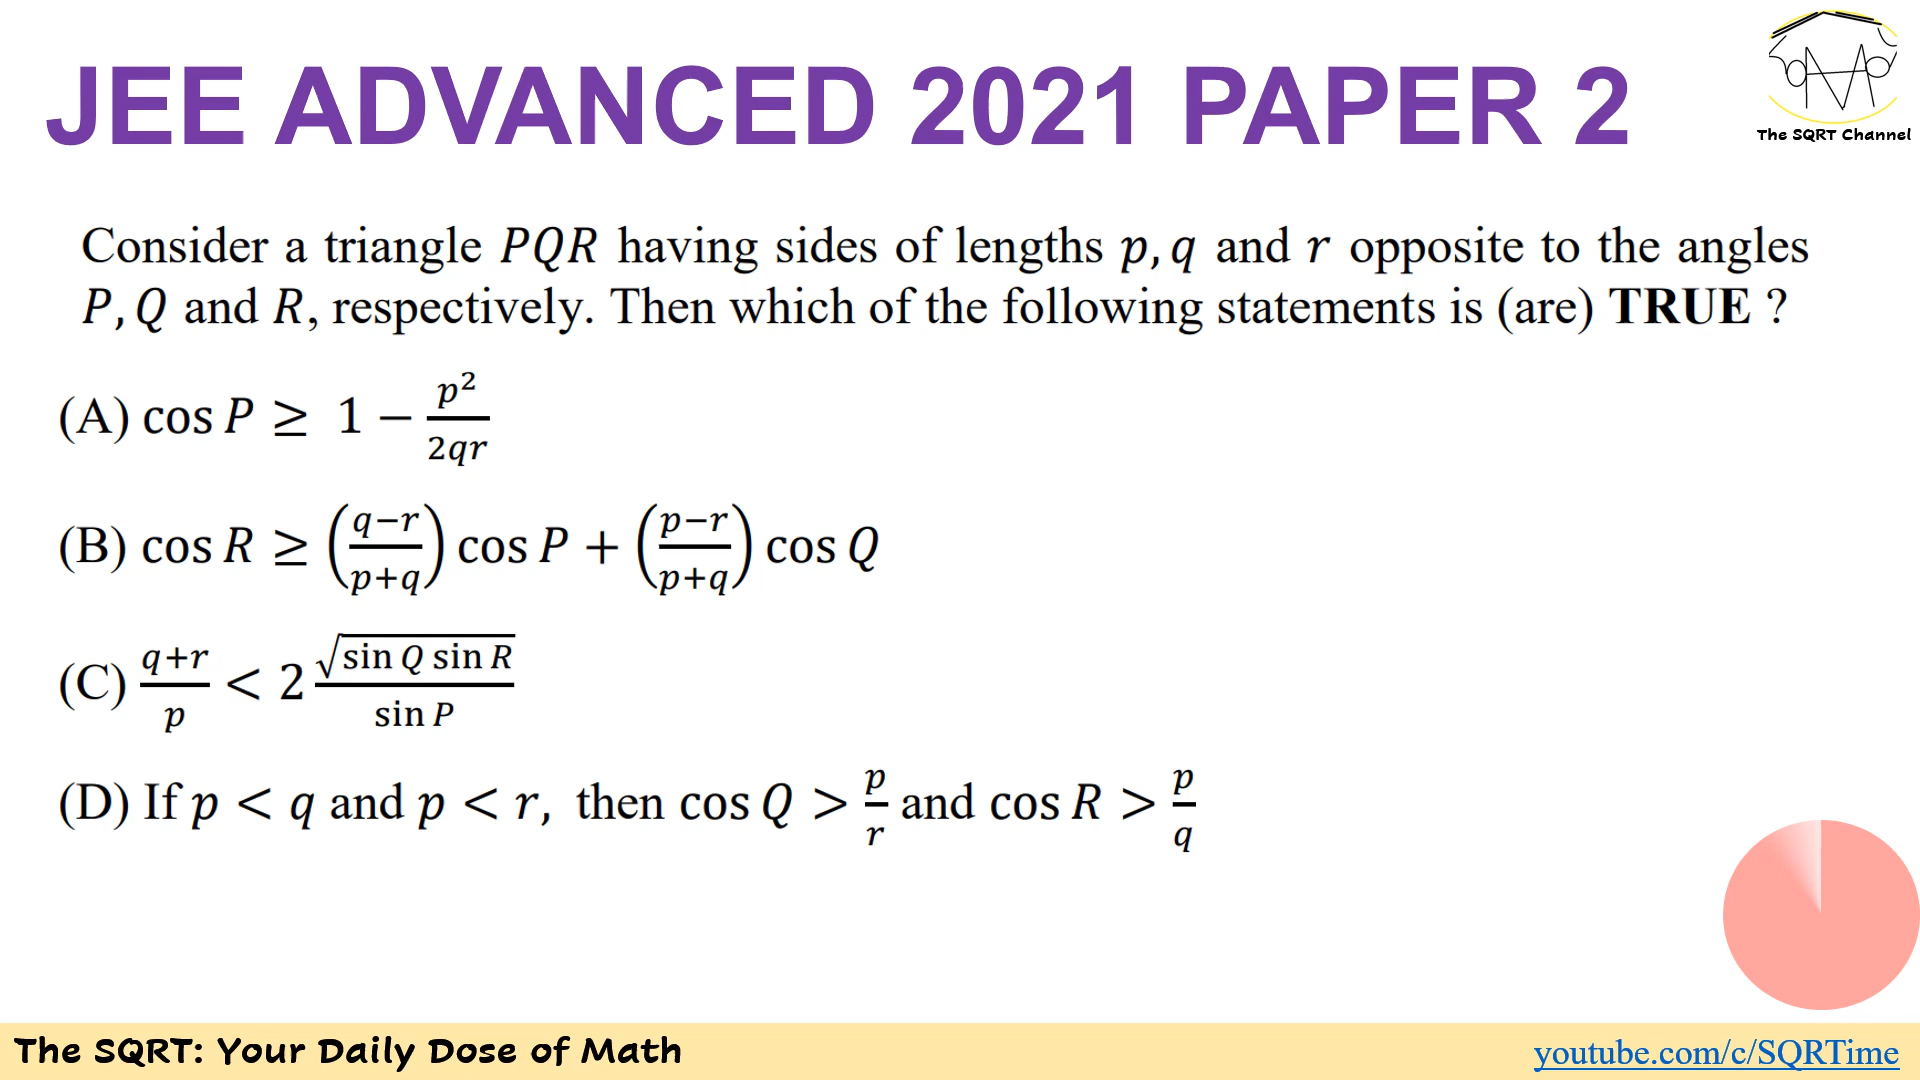 JEE ADVANCED 2021 PAPER 2
The SQRT Channel
Consider a triangle PQR having sides of lengths p, q and r opposite to the angles
P, Q and R, respectively. Then which of the following statements is (are) TRUE ?
(A) cos P ≥ 1 − p²/2qr
(B) cos R ≥ ((q−r)/(p+q)) cos P + ((p−r)/(p+q)) cos Q
(C) (q+r)/p < 2 √(sin Q sin R)/sin P
(D) If p < q and p < r, then cos Q > p/r and cos R > p/q
The SQRT: Your Daily Dose of Math
youtube.com/c/SQRTime